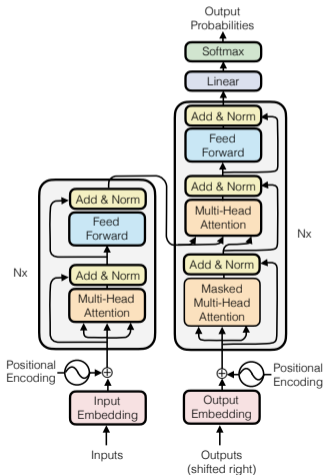 Output
Probabilities
Softmax
Linear
Add & Norm
Feed
Forward
Add & Norm
Multi-Head
Attention
Nx
Add & Norm
Masked
Multi-Head
Attention
Add & Norm
Feed
Forward
Nx
Add & Norm
Multi-Head
Attention
Positional
Encoding
Positional
Encoding
Input
Embedding
Output
Embedding
Inputs
Outputs
(shifted right)